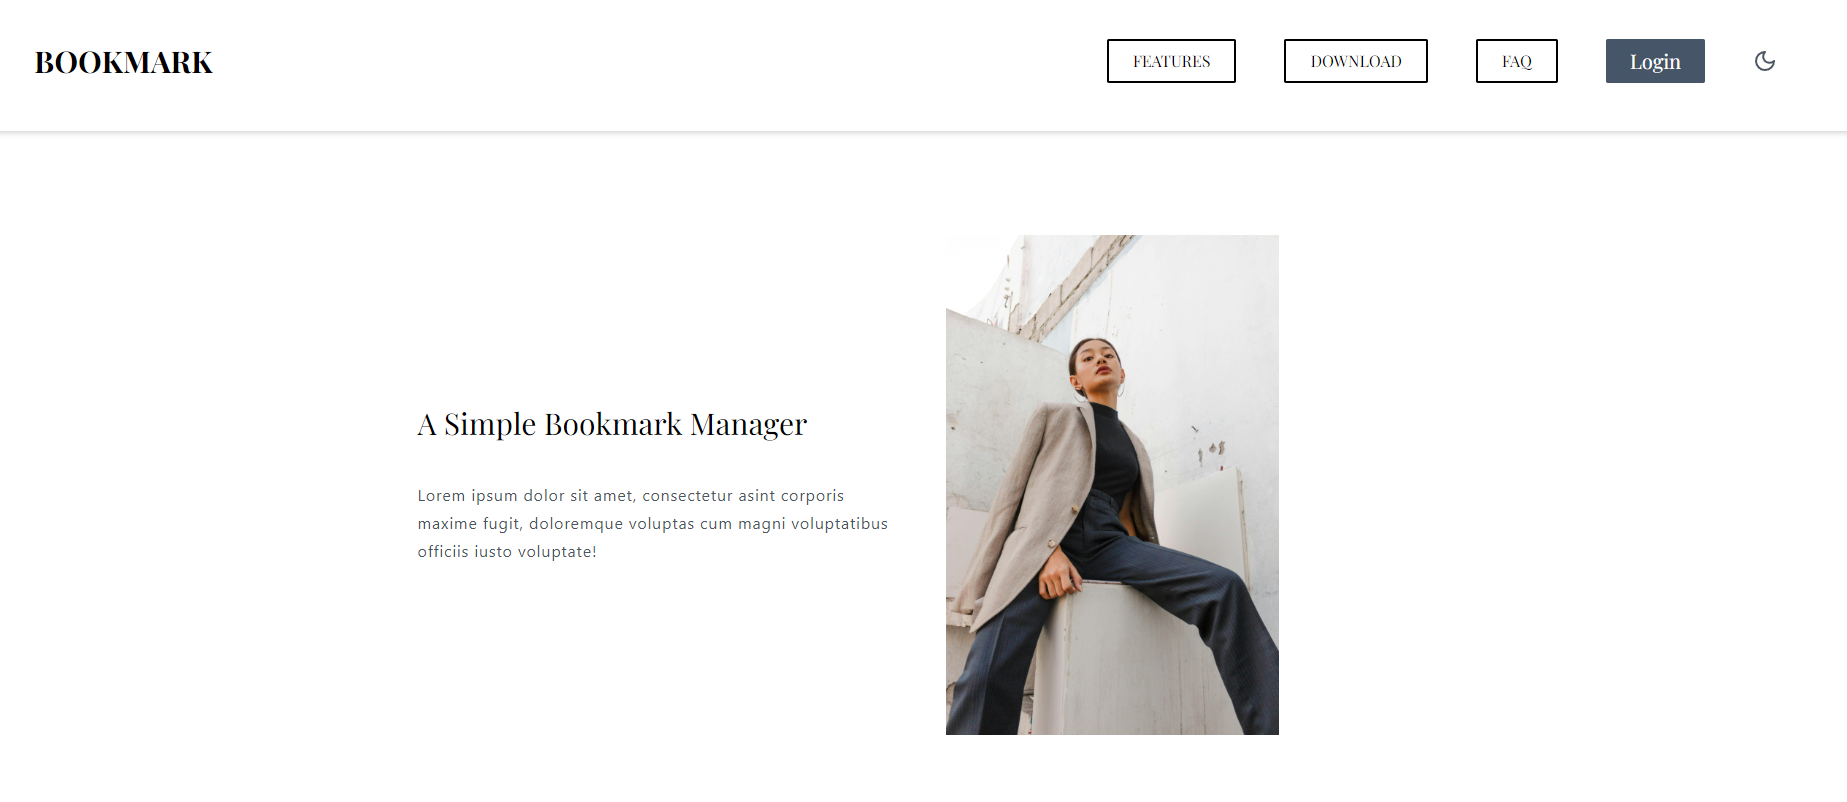 BOOKMARK
FEATURES
DOWNLOAD
FAQ
Login
A Simple Bookmark Manager
Lorem ipsum dolor sit amet, consectetur asint corporis
maxime fugit, doloremque voluptas cum magni voluptatibus
officiis iusto voluptate!